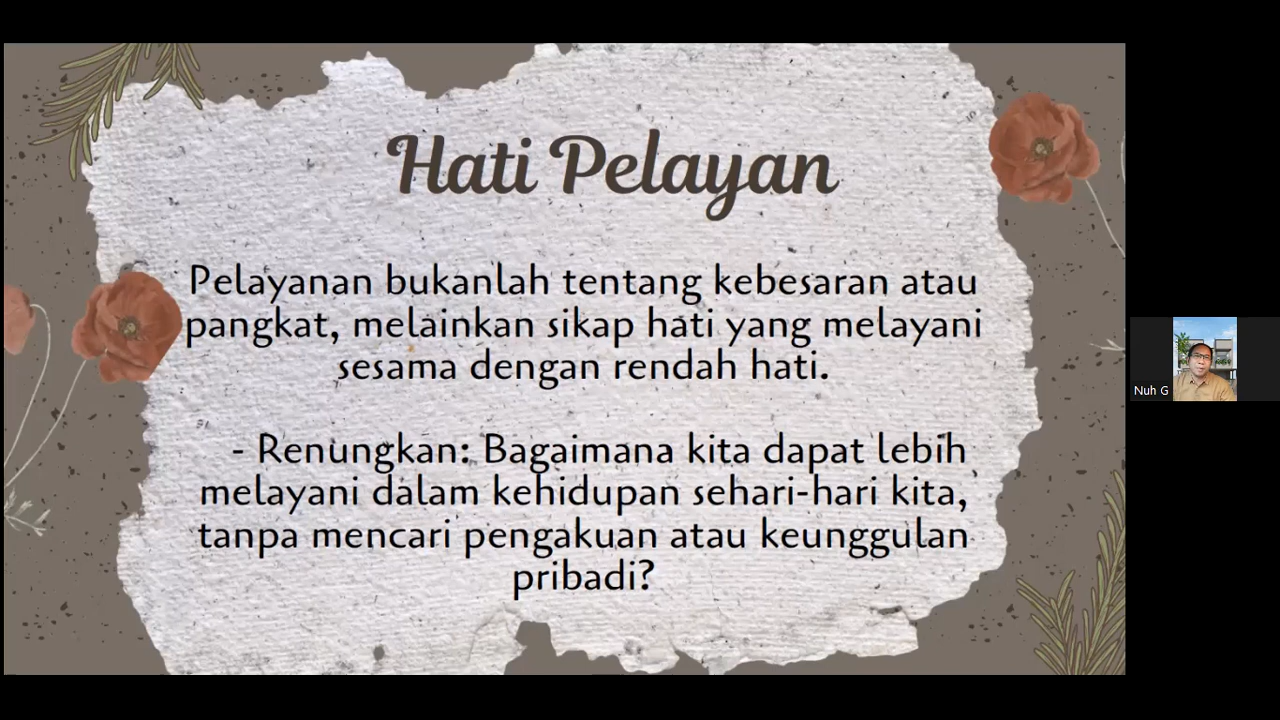 Hati Pelayan
Pelayanan bukanlah tentang kebesaran atau
pangkat, melainkan sikap hati yang melayani
sesama dengan rendah hati.
- Renungkan: Bagaimana kita dapat lebih
melayani dalam kehidupan sehari-hari kita,
tanpa mencari pengakuan atau keunggulan
pribadi?
Nuh G